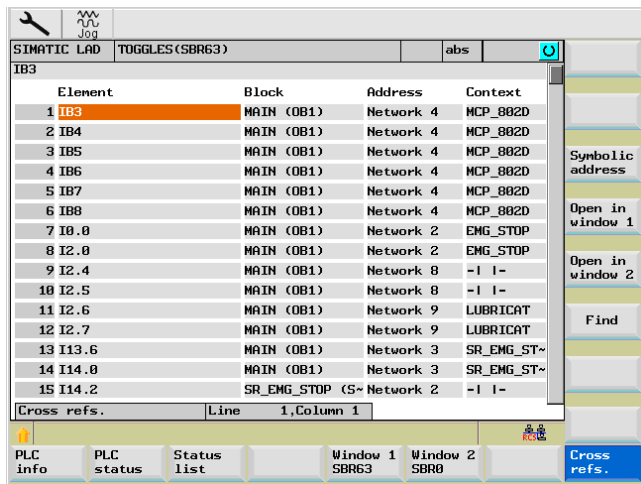 Jog
SIMATIC LAD TOGGLES(SBR63) abs
IB3
Element Block Address Context
1 IB3 MAIN (OB1) Network 4 MCP_802D
2 IB4 MAIN (OB1) Network 4 MCP_802D
3 IB5 MAIN (OB1) Network 4 MCP_802D
4 IB6 MAIN (OB1) Network 4 MCP_802D
5 IB7 MAIN (OB1) Network 4 MCP_802D
6 IB8 MAIN (OB1) Network 4 MCP_802D
7 I0.0 MAIN (OB1) Network 2 EMG_STOP
8 I2.0 MAIN (OB1) Network 2 EMG_STOP
9 I2.4 MAIN (OB1) Network 8 -| |-
10 I2.5 MAIN (OB1) Network 8 -| |-
11 I2.6 MAIN (OB1) Network 9 LUBRICAT
12 I2.7 MAIN (OB1) Network 9 LUBRICAT
13 I13.6 MAIN (OB1) Network 3 SR_EMG_ST~
14 I14.0 MAIN (OB1) Network 3 SR_EMG_ST~
15 I14.2 SR_EMG_STOP (S~ Network 2 -| |-
Cross refs. Line 1,Column 1
Symbolic
address
Open in
window 1
Open in
window 2
Find
RCS
PLC
info
PLC
status
Status
list
Window 1
SBR63
Window 2
SBR0
Cross
refs.